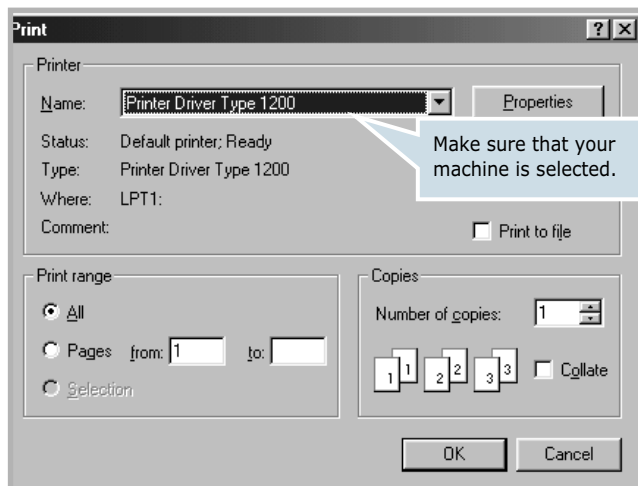 Print
Printer
Name: Printer Driver Type 1200 Properties
Status: Default printer; Ready
Type: Printer Driver Type 1200
Where: LPT1:
Comment: Print to file
Make sure that your
machine is selected.
Print range
All
Pages from: 1 to:
Selection
Copies
Number of copies: 1
1 1 2 2 3 3 Collate
OK Cancel